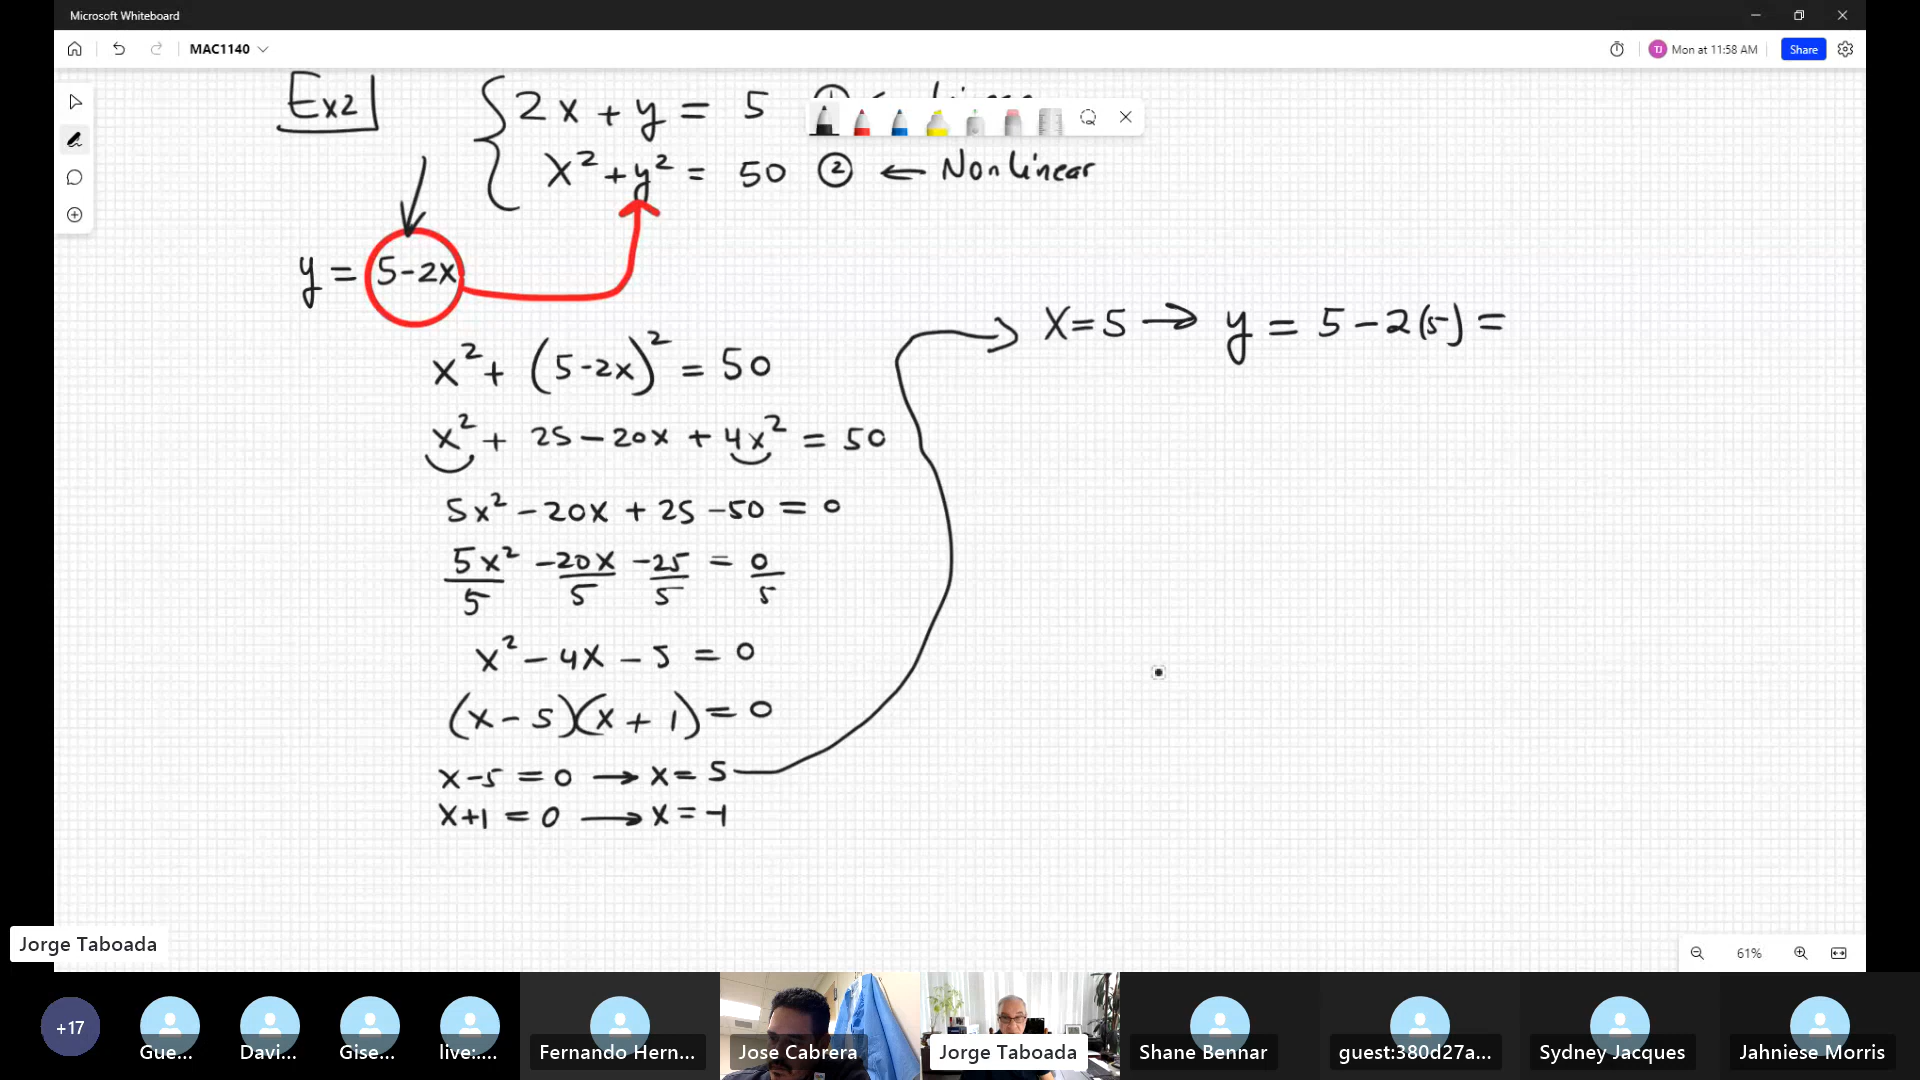 Microsoft Whiteboard
MAC1140
Mon at 11:58 AM
Share
TJ
Ex2
2x + y = 5 ①
x² + y² = 50 ② ← Nonlinear
y = 5-2x
x = 5 → y = 5 - 2(5) =
x² + (5-2x)² = 50
x² + 25 - 20x + 4x² = 50
5x² - 20x + 25 - 50 = 0
5x²/5 - 20x/5 - 25/5 = 0/5
x² - 4x - 5 = 0
(x - 5)(x + 1) = 0
x - 5 = 0 → x = 5
x + 1 = 0 → x = -1
Jorge Taboada
61%
+17
Gue...
Davi...
Gise...
live:....
Fernando Hern...
Jose Cabrera
Jorge Taboada
Shane Bennar
guest:380d27a...
Sydney Jacques
Jahniese Morris